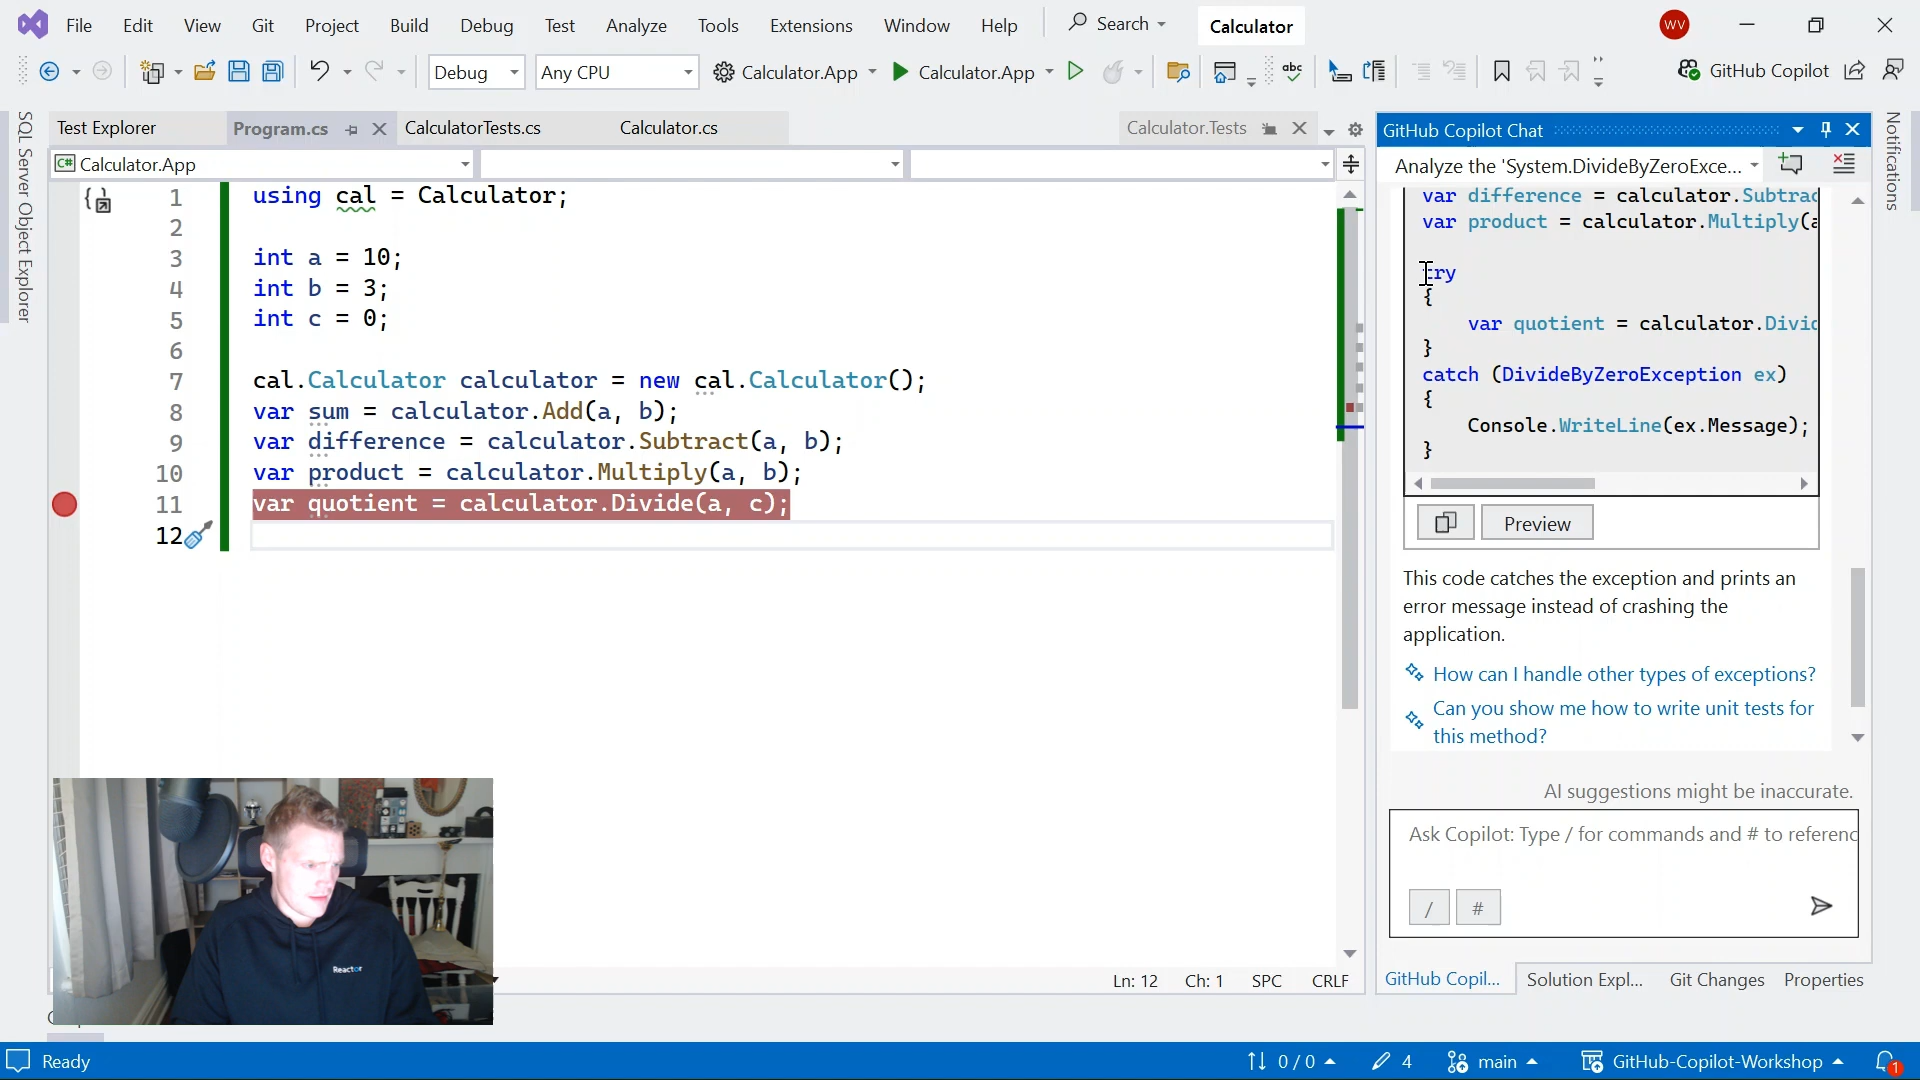 File Edit View Git Project Build Debug Test Analyze Tools Extensions Window Help Search Calculator WV
Debug Any CPU Calculator.App Calculator.App abc GitHub Copilot
SQL Server Object Explorer
Test Explorer Program.cs CalculatorTests.cs Calculator.cs Calculator.Tests
C# Calculator.App
1 using cal = Calculator;
2
3 int a = 10;
4 int b = 3;
5 int c = 0;
6
7 cal.Calculator calculator = new cal.Calculator();
8 var sum = calculator.Add(a, b);
9 var difference = calculator.Subtract(a, b);
10 var product = calculator.Multiply(a, b);
11 var quotient = calculator.Divide(a, c);
12
Reactor
Ln: 12 Ch: 1 SPC CRLF
GitHub Copilot Chat
Analyze the 'System.DivideByZeroExce...
var difference = calculator.Subtrac
var product = calculator.Multiply(a
try
{
var quotient = calculator.Divid
}
catch (DivideByZeroException ex)
{
Console.WriteLine(ex.Message);
}
Preview
This code catches the exception and prints an
error message instead of crashing the
application.
How can I handle other types of exceptions?
Can you show me how to write unit tests for
this method?
AI suggestions might be inaccurate.
Ask Copilot: Type / for commands and # to referenc
/ #
GitHub Copil... Solution Expl... Git Changes Properties
Notifications
Ready 0 / 0 4 main GitHub-Copilot-Workshop 1